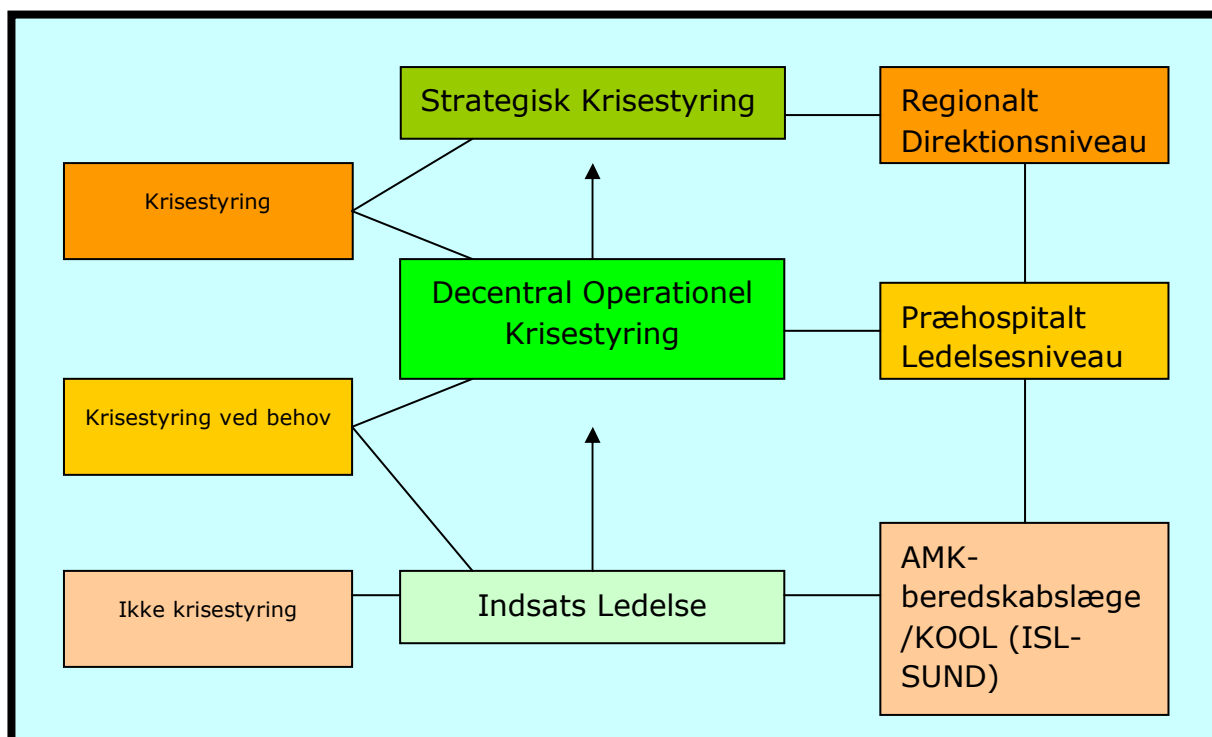 Strategisk Krisestyring
Regionalt
Direktionsniveau
Krisestyring
Decentral Operationel
Krisestyring
Præhospitalt
Ledelsesniveau
Krisestyring ved behov
Ikke krisestyring
Indsats Ledelse
AMK-
beredskabslæge
/KOOL (ISL-
SUND)